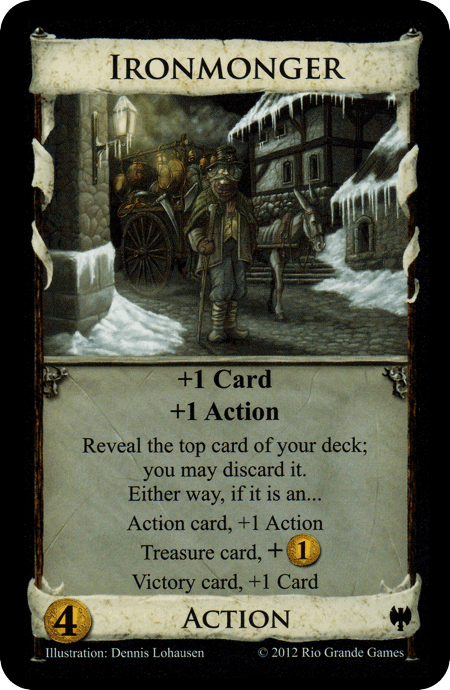 IRONMONGER
+1 Card
+1 Action
Reveal the top card of your deck;
you may discard it.
Either way, if it is an...
Action card, +1 Action
Treasure card, + 1
Victory card, +1 Card
4 ACTION
Illustration: Dennis Lohausen © 2012 Rio Grande Games